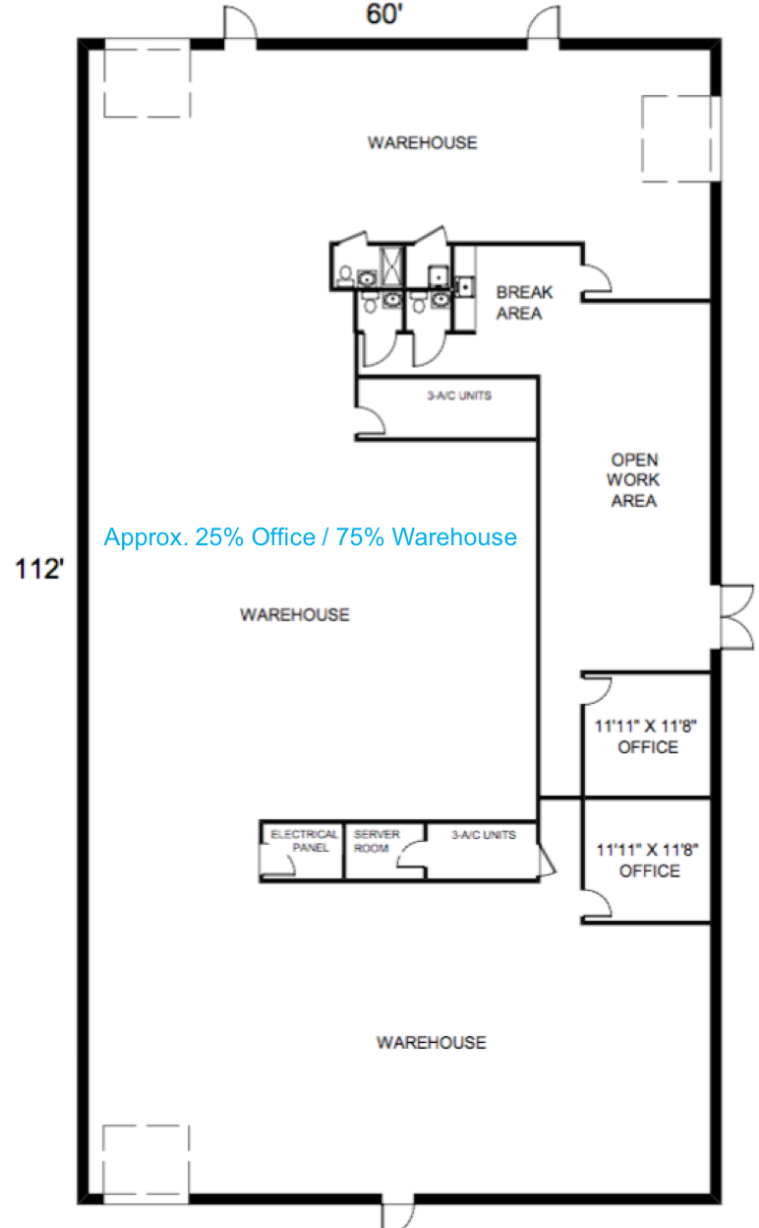 60'
WAREHOUSE
BREAK
AREA
3-A/C UNITS
OPEN
WORK
AREA
Approx. 25% Office / 75% Warehouse
112'
WAREHOUSE
11'11" X 11'8"
OFFICE
ELECTRICAL
PANEL
SERVER
ROOM
3-A/C UNITS
11'11" X 11'8"
OFFICE
WAREHOUSE